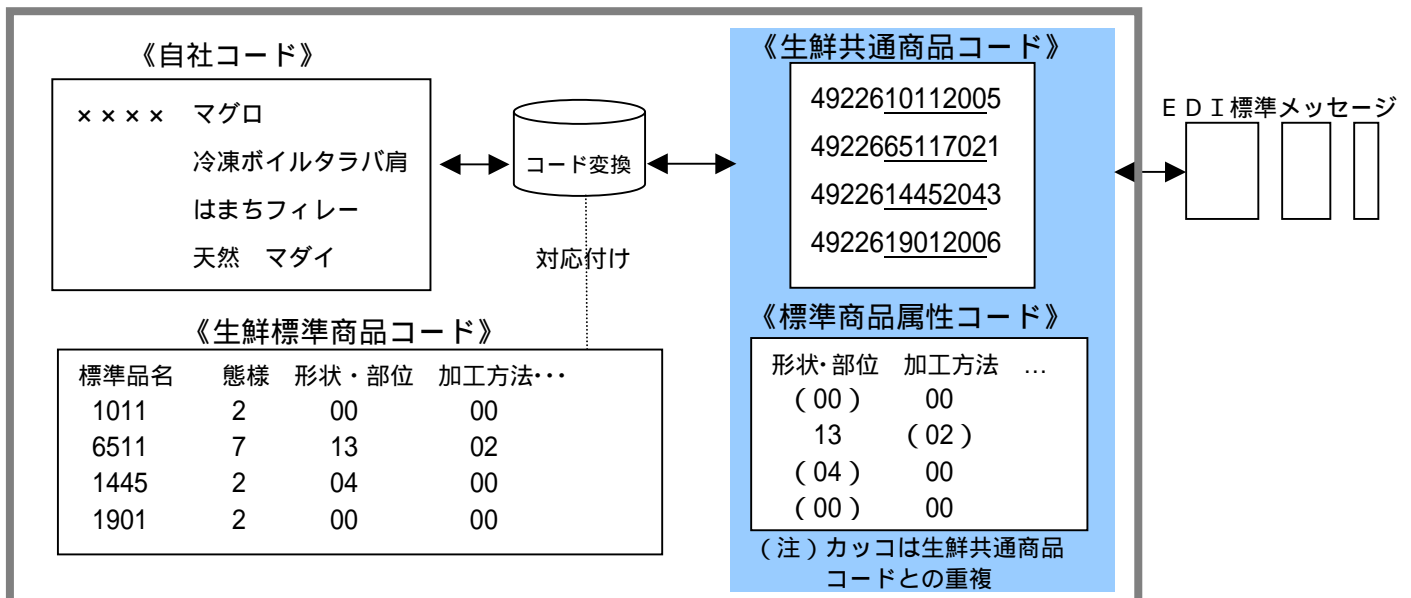 《自社コード》
×××× マグロ
冷凍ボイルタラバ肩
はまちフィレー
天然 マダイ
コード変換
対応付け
《生鮮標準商品コード》
標準品名 態様 形状・部位 加工方法･･･
1011 2 00 00
6511 7 13 02
1445 2 04 00
1901 2 00 00
《生鮮共通商品コード》
4922610112005
4922665117021
4922614452043
4922619012006
《標準商品属性コード》
形状･部位 加工方法 …
(00) 00
13 (02)
(04) 00
(00) 00
(注)カッコは生鮮共通商品
コードとの重複
ＥＤＩ標準メッセージ